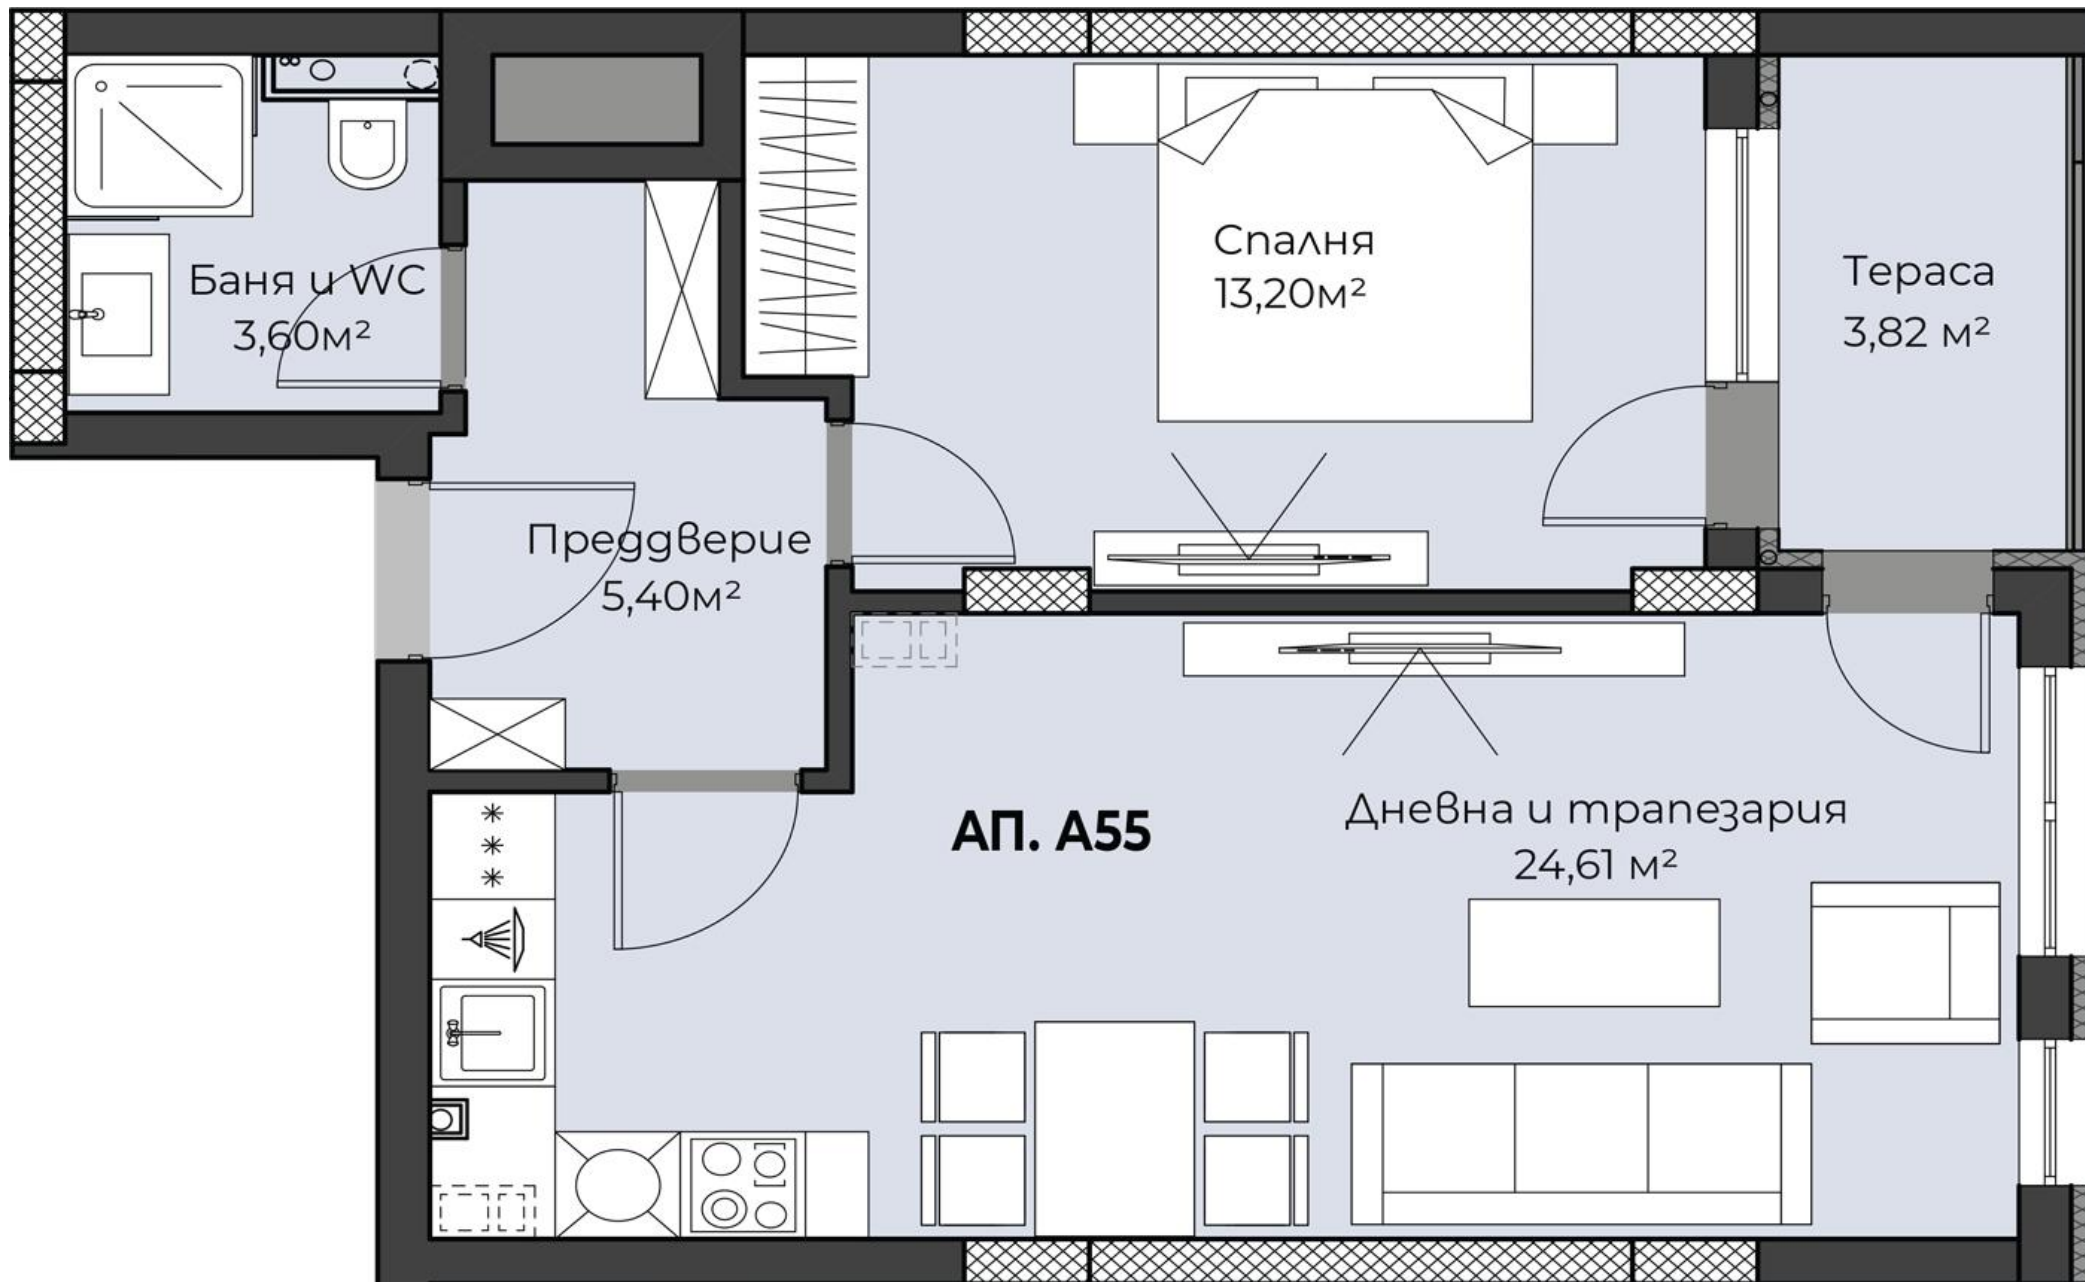 Спалня
13,20м²
Тераса
3,82 м²
Баня и WC
3,60м²
Преддверие
5,40м²
АП. А55
Дневна и трапезария
24,61 м²